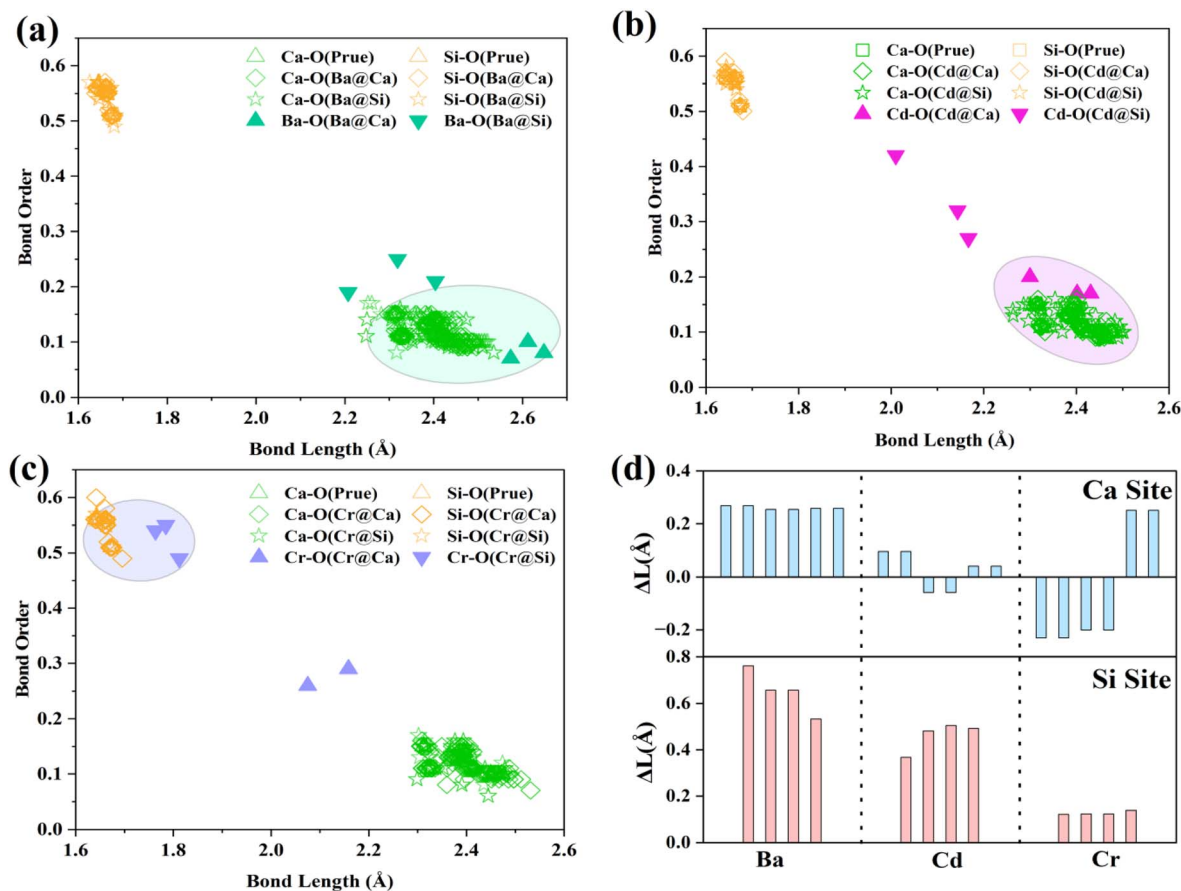 (a)
Ca-O(Prue) Si-O(Prue)
Ca-O(Ba@Ca) Si-O(Ba@Ca)
Ca-O(Ba@Si) Si-O(Ba@Si)
Ba-O(Ba@Ca) Ba-O(Ba@Si)
Bond Order
0.6
0.5
0.4
0.3
0.2
0.1
0.0
1.6 1.8 2.0 2.2 2.4 2.6
Bond Length (Å)
(b)
Ca-O(Prue) Si-O(Prue)
Ca-O(Cd@Ca) Si-O(Cd@Ca)
Ca-O(Cd@Si) Si-O(Cd@Si)
Cd-O(Cd@Ca) Cd-O(Cd@Si)
Bond Order
0.6
0.5
0.4
0.3
0.2
0.1
0.0
1.6 1.8 2.0 2.2 2.4 2.6
Bond Length (Å)
(c)
Ca-O(Prue) Si-O(Prue)
Ca-O(Cr@Ca) Si-O(Cr@Ca)
Ca-O(Cr@Si) Si-O(Cr@Si)
Cr-O(Cr@Ca) Cr-O(Cr@Si)
Bond Order
0.6
0.5
0.4
0.3
0.2
0.1
0.0
1.6 1.8 2.0 2.2 2.4 2.6
Bond Length (Å)
(d)
Ca Site
ΔL(Å)
0.4
0.2
0.0
−0.2
Si Site
ΔL(Å)
0.8
0.6
0.4
0.2
0.0
Ba Cd Cr